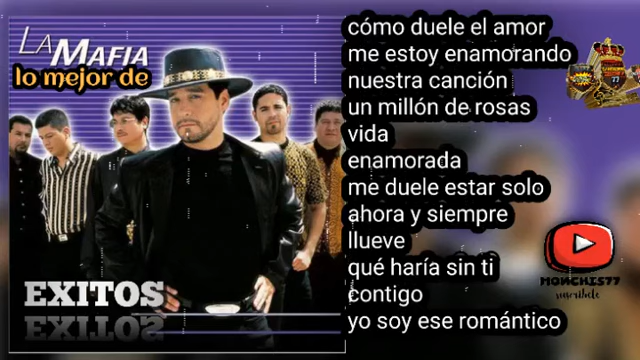 LA MAFIA
lo mejor de
EXITOS
cómo duele el amor
me estoy enamorando
nuestra canción
un millón de rosas
vida
enamorada
me duele estar solo
ahora y siempre
llueve
qué haría sin ti
contigo
yo soy ese romántico
MONCHIS77
suscribete